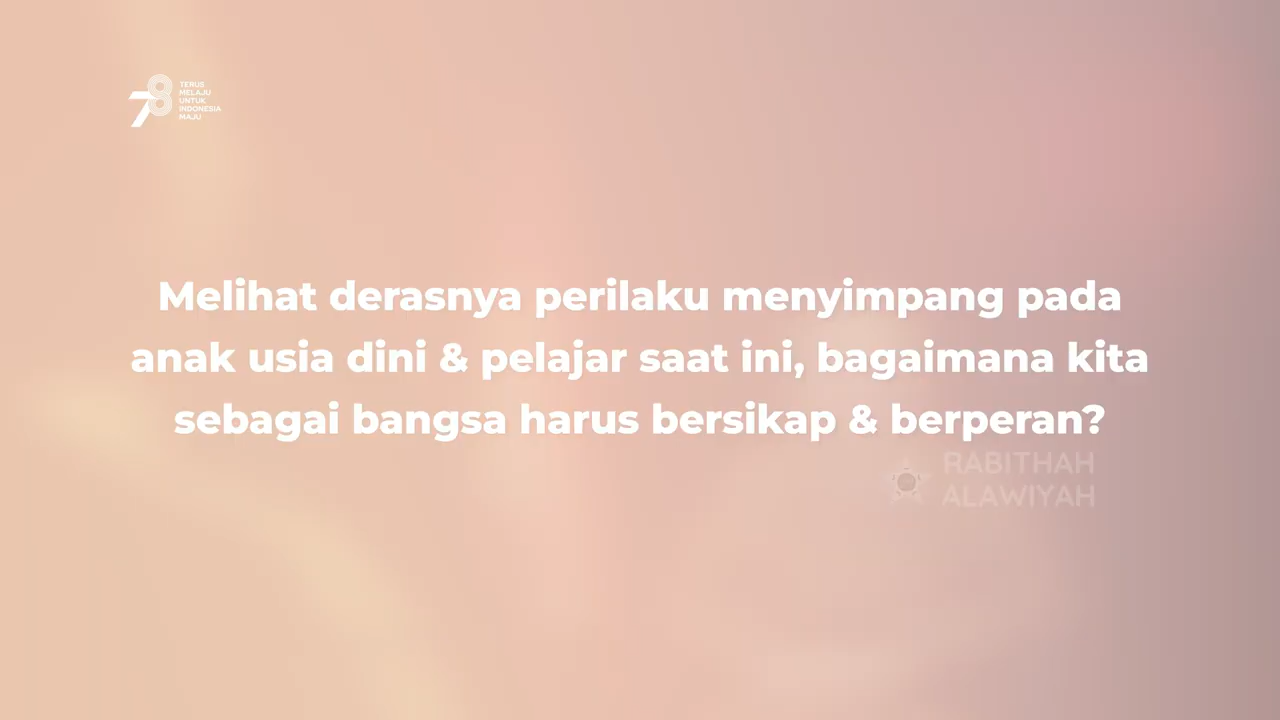 78
TERUS
MELAJU
UNTUK
INDONESIA
MAJU
Melihat derasnya perilaku menyimpang pada
anak usia dini & pelajar saat ini, bagaimana kita
sebagai bangsa harus bersikap & berperan?
RABITHAH
ALAWIYAH